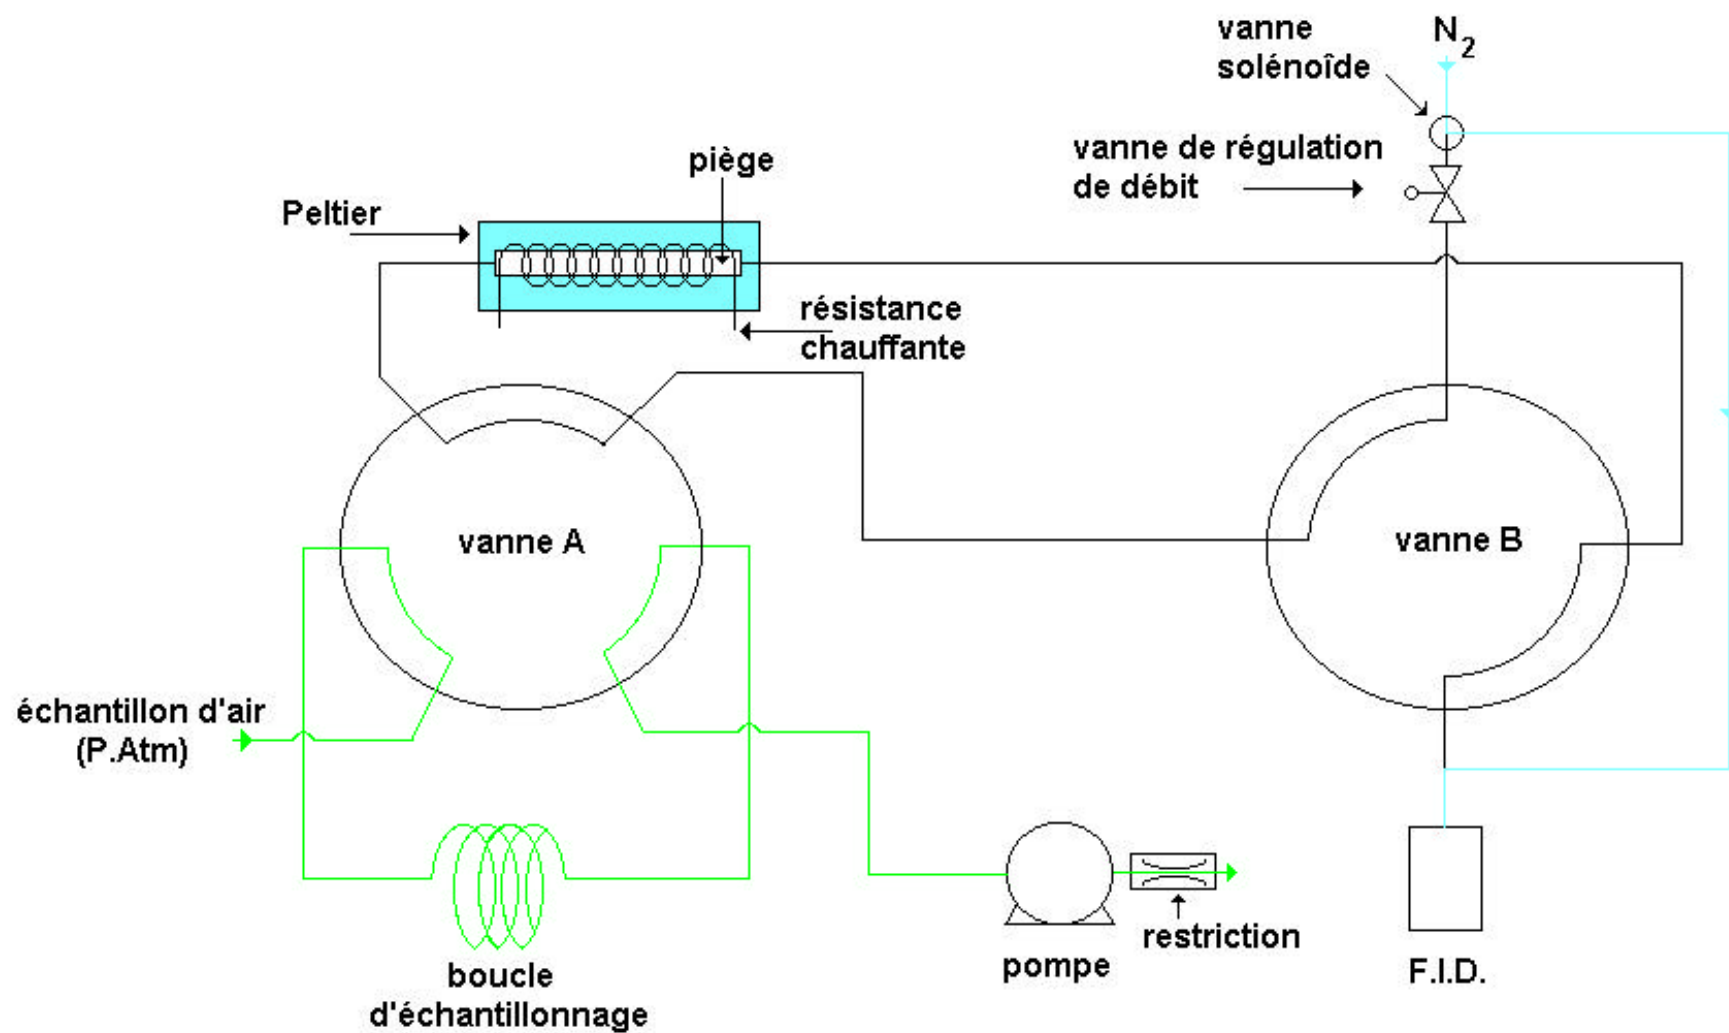 vanne
solénoîde
N2
vanne de régulation
de débit
piège
Peltier
résistance
chauffante
vanne A
vanne B
échantillon d'air
(P.Atm)
boucle
d'échantillonnage
pompe
restriction
F.I.D.